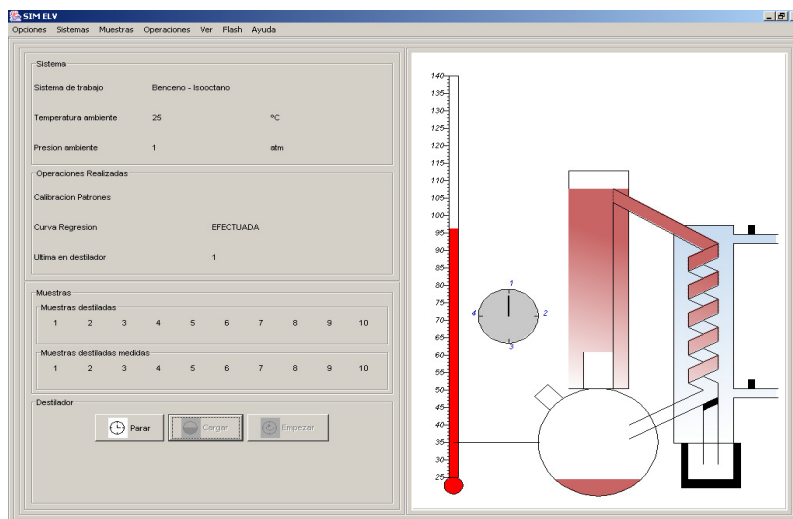 SIM ELV
Opciones Sistemas Muestras Operaciones Ver Flash Ayuda
Sistema
Sistema de trabajo Benceno - Isooctano
Temperatura ambiente 25 ºC
Presion ambiente 1 atm
Operaciones Realizadas
Calibracion Patrones
Curva Regresion EFECTUADA
Ultima en destilador 1
Muestras
Muestras destiladas
1 2 3 4 5 6 7 8 9 10
Muestras destiladas medidas
1 2 3 4 5 6 7 8 9 10
Destilador
Parar Cargar Empezar
140
135
130
125
120
115
110
105
100
95
90
85
80
75
70
65
60
55
50
45
40
35
30
25
1
4 2
3